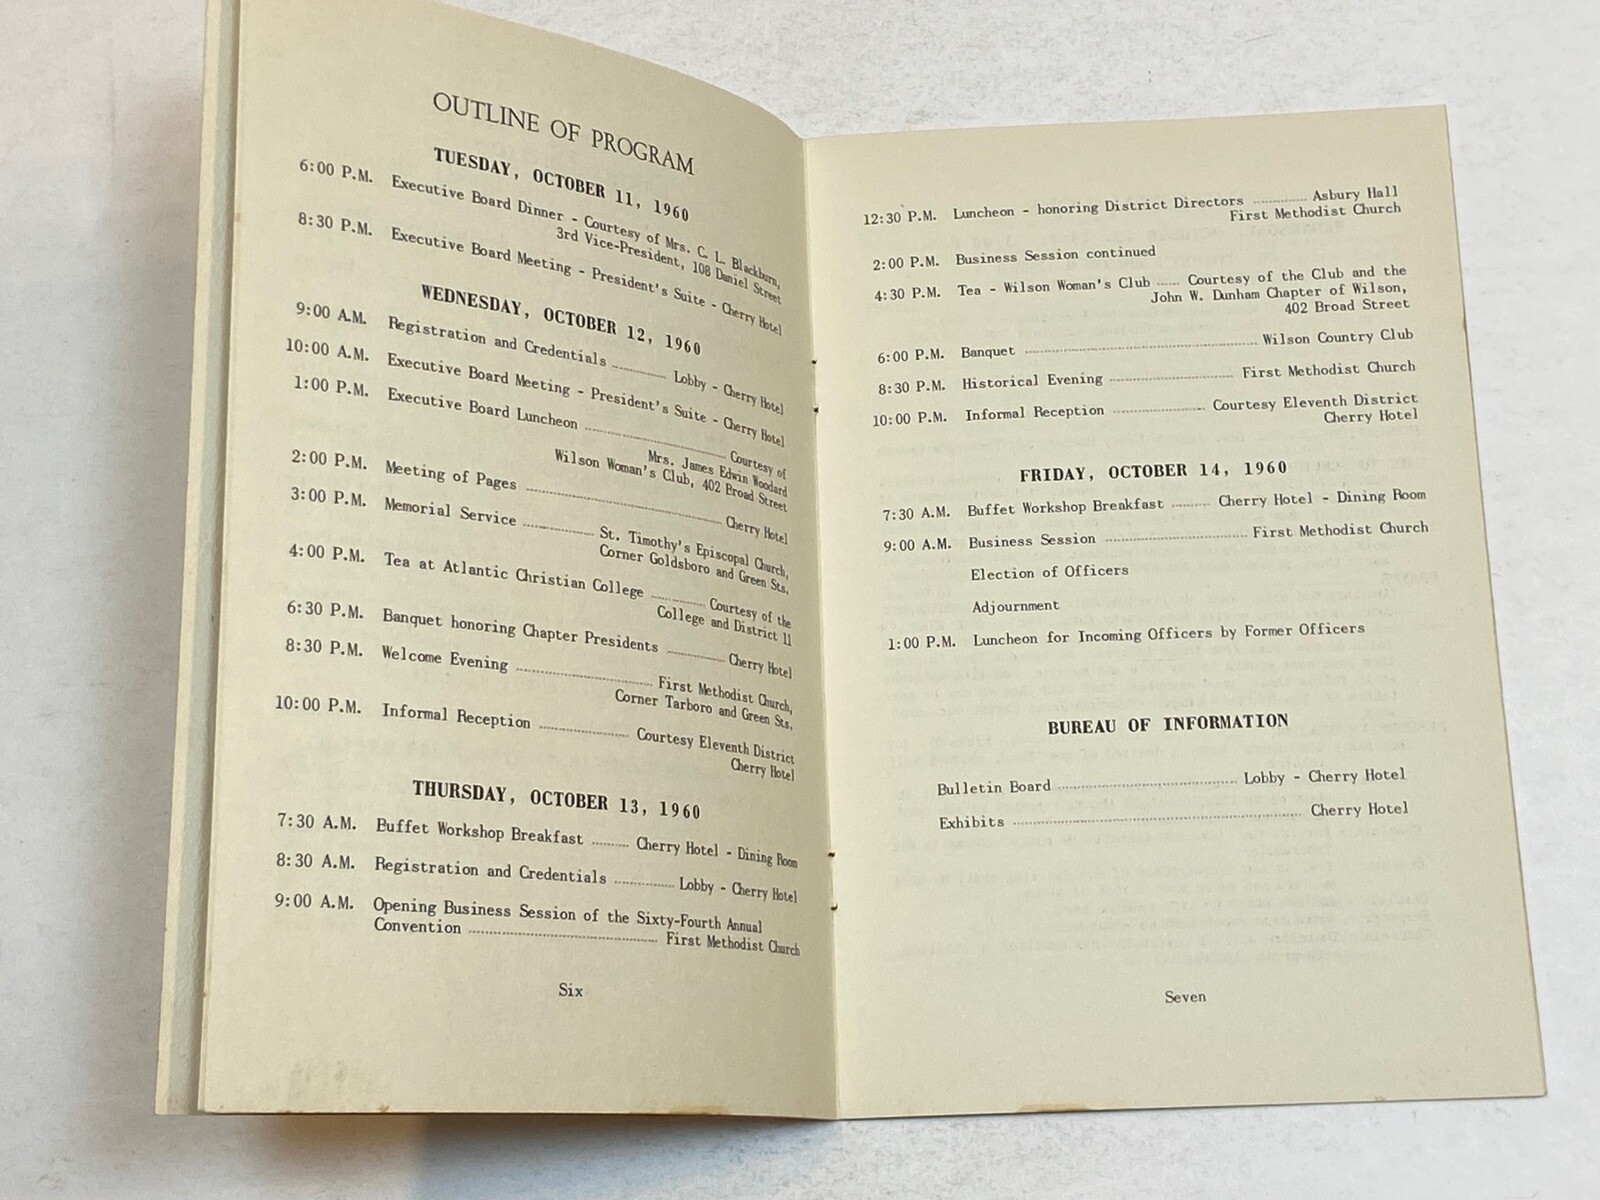 OUTLINE OF PROGRAM
TUESDAY, OCTOBER 11, 1960
6:00 P.M. Executive Board Dinner - Courtesy of Mrs. C. L. Blackburn,
3rd Vice-President, 108 Daniel Street
8:30 P.M. Executive Board Meeting - President's Suite - Cherry Hotel
WEDNESDAY, OCTOBER 12, 1960
9:00 A.M. Registration and Credentials ............ Lobby - Cherry Hotel
10:00 A.M. Executive Board Meeting - President's Suite - Cherry Hotel
1:00 P.M. Executive Board Luncheon ............ Courtesy of
Mrs. James Edwin Woodard
Wilson Woman's Club, 402 Broad Street
2:00 P.M. Meeting of Pages ............ Cherry Hotel
3:00 P.M. Memorial Service ............ St. Timothy's Episcopal Church,
Corner Goldsboro and Green Sts.
4:00 P.M. Tea at Atlantic Christian College ............ Courtesy of the
College and District 11
6:30 P.M. Banquet honoring Chapter Presidents ............ Cherry Hotel
8:30 P.M. Welcome Evening ............ First Methodist Church,
Corner Tarboro and Green Sts.
10:00 P.M. Informal Reception ............ Courtesy Eleventh District
Cherry Hotel
THURSDAY, OCTOBER 13, 1960
7:30 A.M. Buffet Workshop Breakfast ......... Cherry Hotel - Dining Room
8:30 A.M. Registration and Credentials ............ Lobby - Cherry Hotel
9:00 A.M. Opening Business Session of the Sixty-Fourth Annual
Convention ............ First Methodist Church
Six
12:30 P.M. Luncheon - honoring District Directors ............ Asbury Hall
First Methodist Church
2:00 P.M. Business Session continued
4:30 P.M. Tea - Wilson Woman's Club ...... Courtesy of the Club and the
John W. Dunham Chapter of Wilson,
402 Broad Street
6:00 P.M. Banquet ............ Wilson Country Club
8:30 P.M. Historical Evening ............ First Methodist Church
10:00 P.M. Informal Reception ............ Courtesy Eleventh District
Cherry Hotel
FRIDAY, OCTOBER 14, 1960
7:30 A.M. Buffet Workshop Breakfast ......... Cherry Hotel - Dining Room
9:00 A.M. Business Session ............ First Methodist Church
Election of Officers
Adjournment
1:00 P.M. Luncheon for Incoming Officers by Former Officers
BUREAU OF INFORMATION
Bulletin Board ............ Lobby - Cherry Hotel
Exhibits ............ Cherry Hotel
Seven